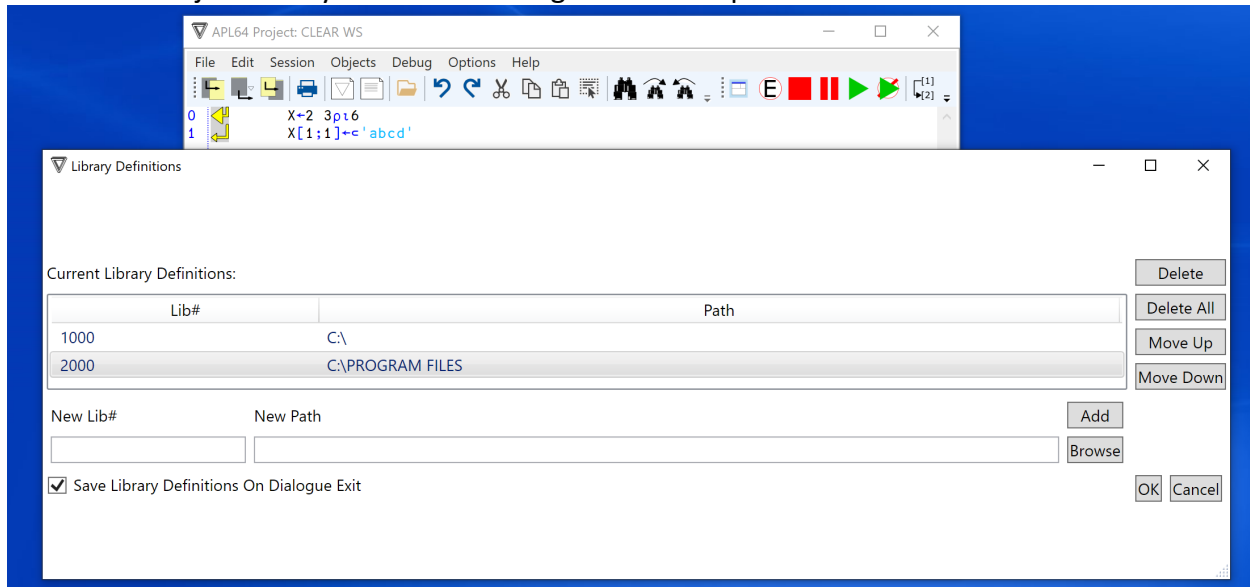 APL64 Project: CLEAR WS
File Edit Session Objects Debug Options Help
E
[1]
[2]
0 X←2 3⍴⍳6
1 X[1;1]←⊂'abcd'
Library Definitions
Current Library Definitions:
Delete
Lib# Path
Delete All
1000 C:\
Move Up
2000 C:\PROGRAM FILES
Move Down
New Lib# New Path
Add
Browse
Save Library Definitions On Dialogue Exit
OK Cancel